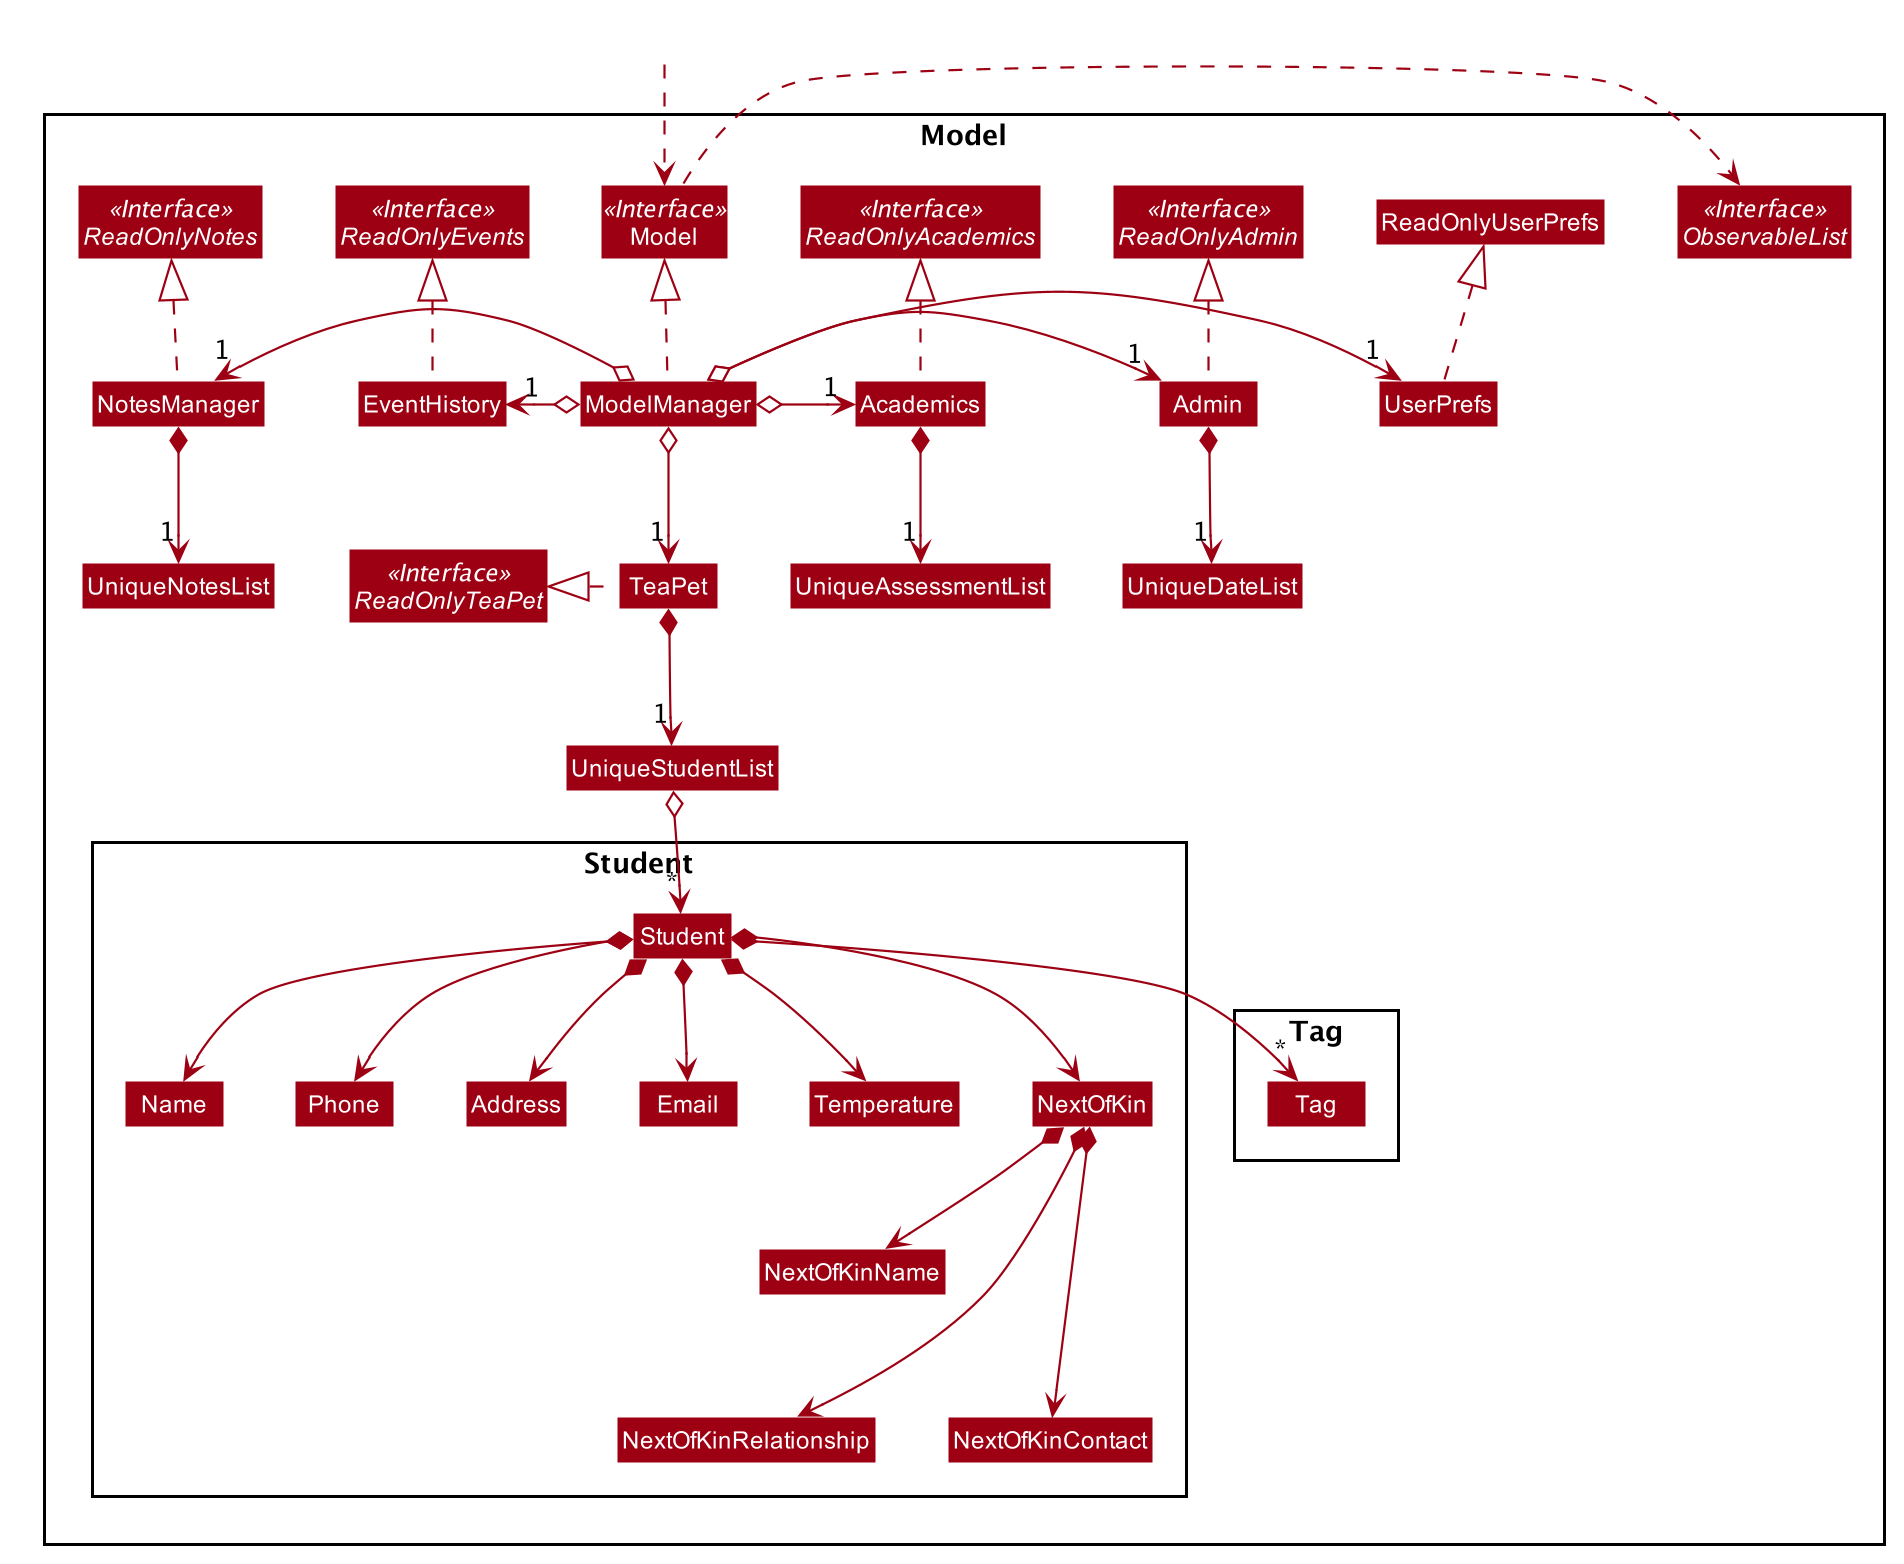 Model
«Interface»
ReadOnlyNotes
«Interface»
ReadOnlyEvents
«Interface»
Model
«Interface»
ReadOnlyAcademics
«Interface»
ReadOnlyAdmin
ReadOnlyUserPrefs
«Interface»
ObservableList
1
1
1
1
1
NotesManager
EventHistory
ModelManager
Academics
Admin
UserPrefs
1
1
1
1
UniqueNotesList
«Interface»
ReadOnlyTeaPet
TeaPet
UniqueAssessmentList
UniqueDateList
1
UniqueStudentList
Student
*
Student
Tag
*
Name
Phone
Address
Email
Temperature
NextOfKin
Tag
NextOfKinName
NextOfKinRelationship
NextOfKinContact